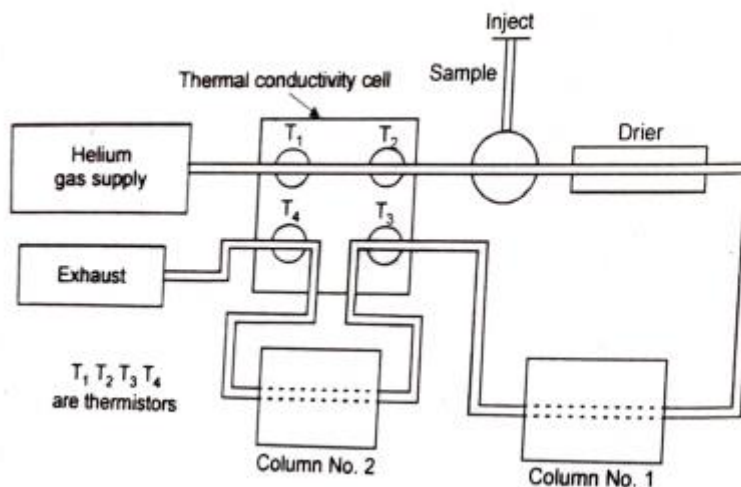 Inject
Sample
Thermal conductivity cell
Helium
gas supply
T1
T2
Drier
T4
T3
Exhaust
T1 T2 T3 T4
are thermistors
Column No. 2
Column No. 1